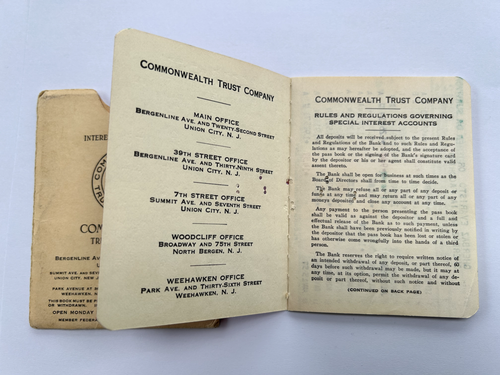 INTERE
COM
TR
BERGENLINE AV
SUMMIT AVE. AND SEVE
UNION CITY, NEW J
PARK AVENUE AT
WEEHAWKEN, N
THIS BOOK MUST BE P
OR WITHDRAWN.
OPEN MONDAY
MEMBER FEDERA
COMMONWEALTH TRUST COMPANY
MAIN OFFICE
BERGENLINE AVE. AND TWENTY-SECOND STREET
UNION CITY, N. J.
39TH STREET OFFICE
BERGENLINE AVE. AND THIRTY-NINTH STREET
UNION CITY, N. J.
7TH STREET OFFICE
SUMMIT AVE. AND SEVENTH STREET
UNION CITY, N. J.
WOODCLIFF OFFICE
BROADWAY AND 75TH STREET
NORTH BERGEN, N. J.
WEEHAWKEN OFFICE
PARK AVE. AND THIRTY-SIXTH STREET
WEEHAWKEN, N. J.
COMMONWEALTH TRUST COMPANY
RULES AND REGULATIONS GOVERNING
SPECIAL INTEREST ACCOUNTS
All deposits will be received subject to the present Rules
and Regulations of the Bank and to such Rules and Regu-
lations as may hereafter be adopted, and the acceptance of
the pass book or the signing of the Bank's signature card
by the depositor or his or her agent shall constitute valid
assent thereto.
The Bank shall be open for business at such times as the
Board of Directors shall from time to time decide.
The Bank may return all or any part of any deposit or
funds at any time and may return all or any part of any
moneys deposited and close any account at any time.
Any payment to the person presenting the pass book
shall be valid as against the depositor and a full and
effectual release of the Bank as to such payment, unless
the Bank shall have been previously notified in writing by
the depositor that the pass book has been lost or stolen or
has otherwise come wrongfully into the hands of a third
person.
The Bank reserves the right to require written notice of
an intended withdrawal of any deposit, or part thereof, 60
days before such withdrawal may be made, but it may at
any time, at its option, permit the withdrawal of any de-
posit or part thereof, without such notice and without
(CONTINUED ON BACK PAGE)